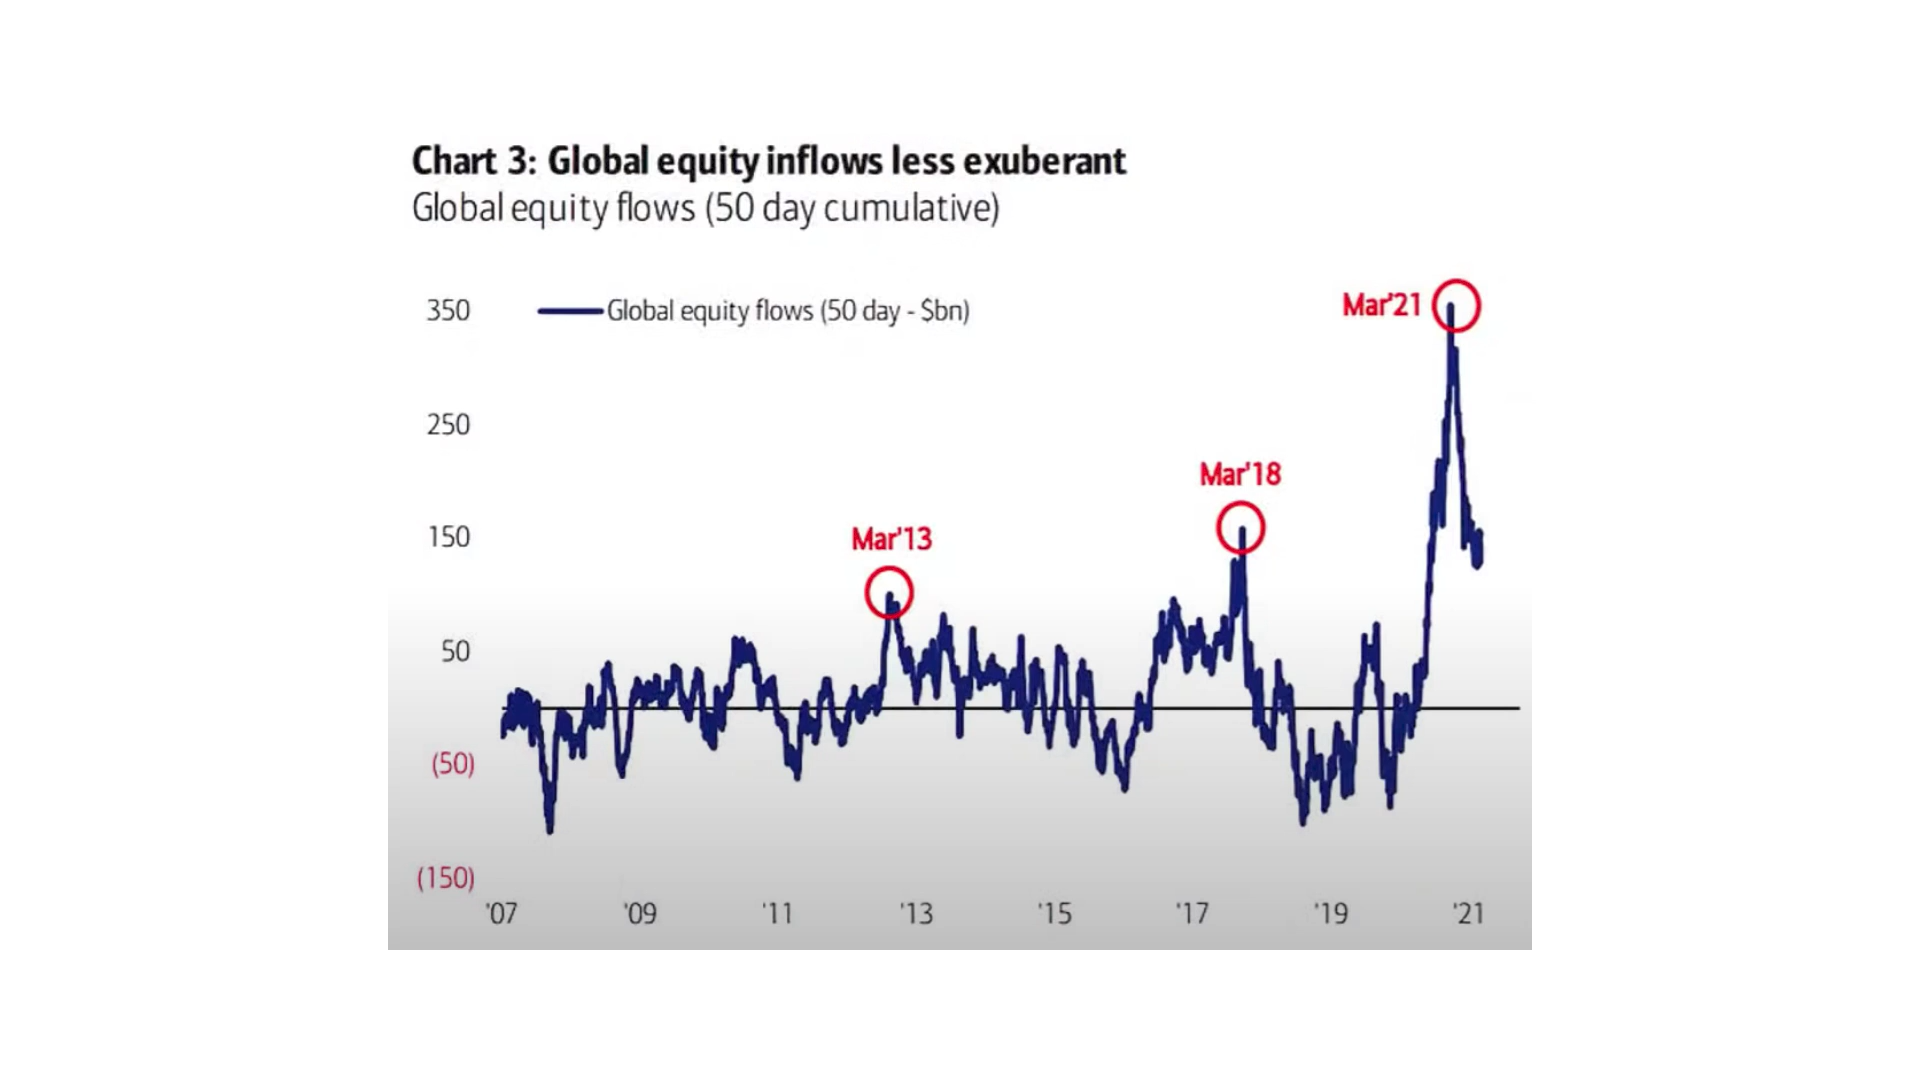 Chart 3: Global equity inflows less exuberant
Global equity flows (50 day cumulative)
350
Global equity flows (50 day - $bn)
Mar'21
250
Mar'18
150
Mar'13
50
(50)
(150)
'07 '09 '11 '13 '15 '17 '19 '21